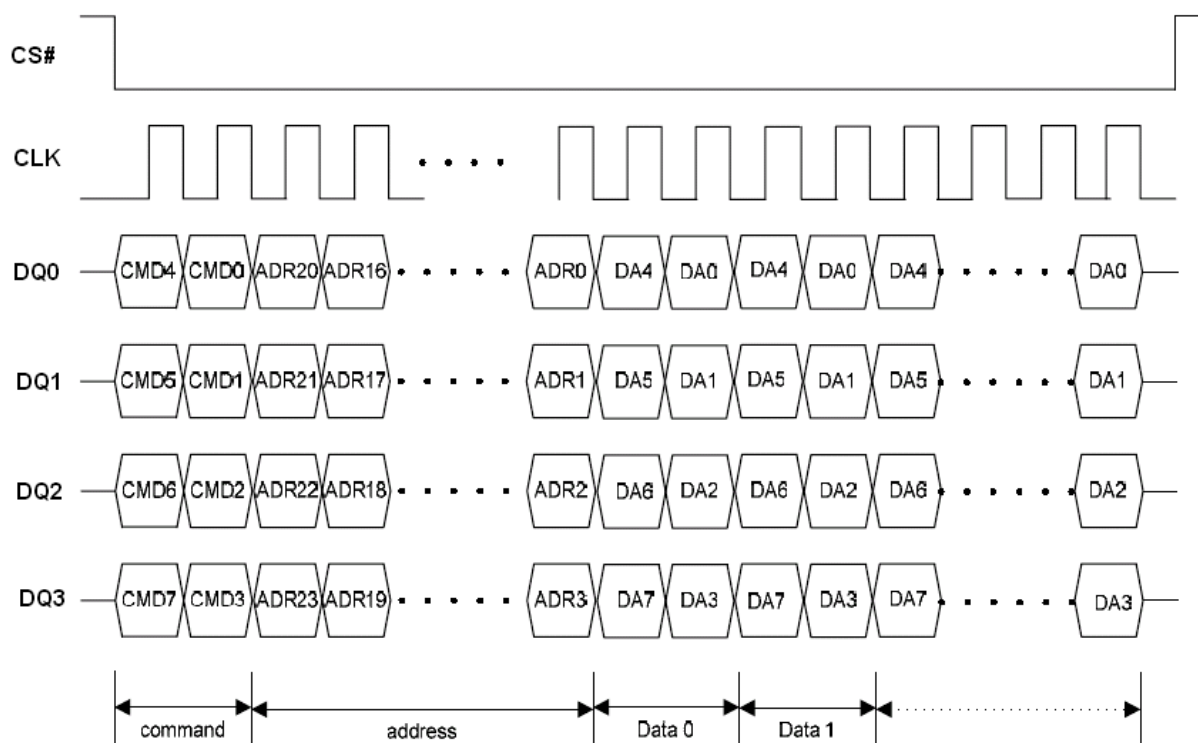 CS#
CLK
DQ0 CMD4 CMD0 ADR20 ADR16 ADR0 DA4 DA0 DA4 DA0 DA4 DA0
DQ1 CMD5 CMD1 ADR21 ADR17 ADR1 DA5 DA1 DA5 DA1 DA5 DA1
DQ2 CMD6 CMD2 ADR22 ADR18 ADR2 DA6 DA2 DA6 DA2 DA6 DA2
DQ3 CMD7 CMD3 ADR23 ADR19 ADR3 DA7 DA3 DA7 DA3 DA7 DA3
command address Data 0 Data 1